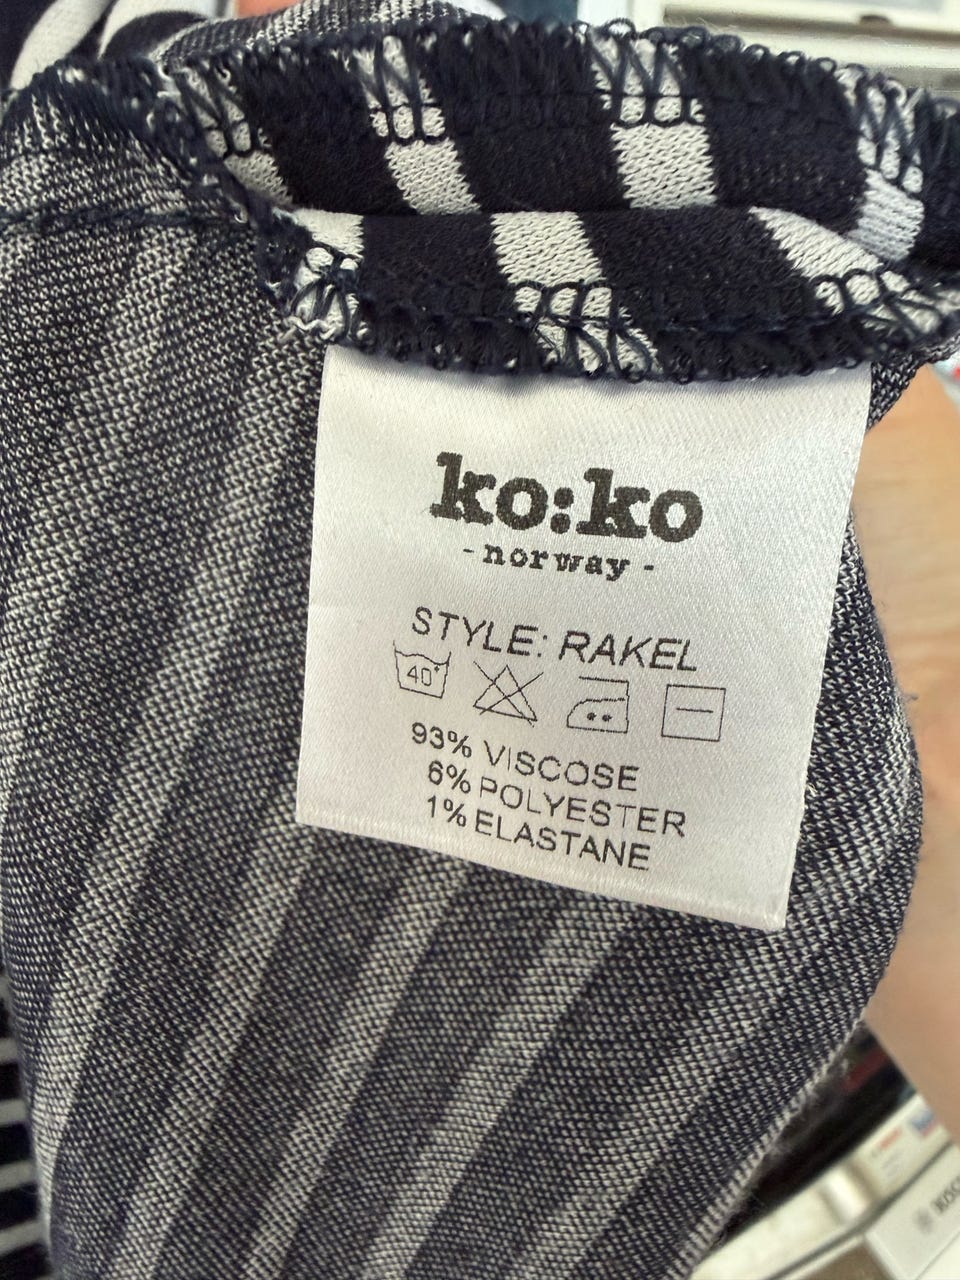 ko:ko
- norway -
STYLE: RAKEL
40°
93% VISCOSE
6% POLYESTER
1% ELASTANE